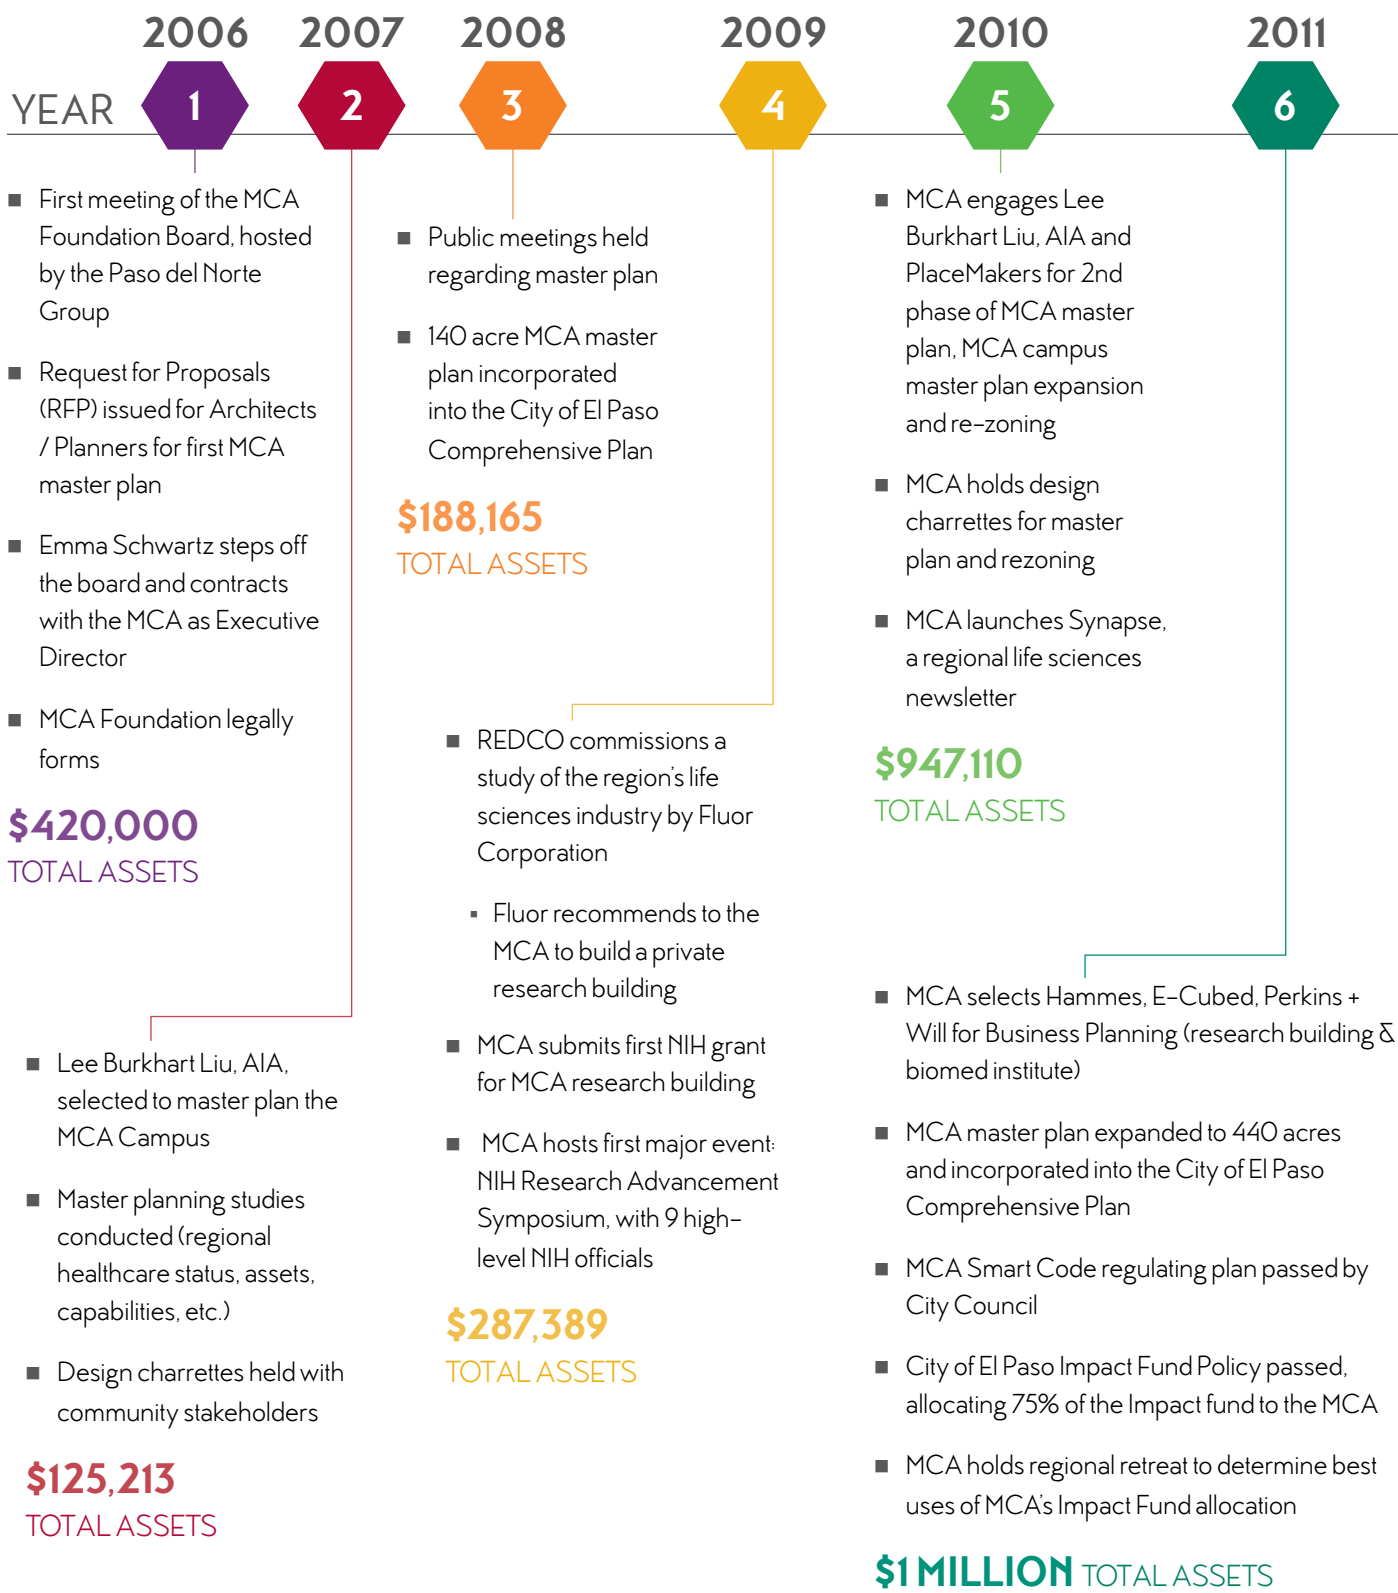 2006 2007 2008 2009 2010 2011
YEAR 1 2 3 4 5 6
■ First meeting of the MCA
Foundation Board, hosted
by the Paso del Norte
Group
■ Request for Proposals
(RFP) issued for Architects
/ Planners for first MCA
master plan
■ Emma Schwartz steps off
the board and contracts
with the MCA as Executive
Director
■ MCA Foundation legally
forms
$420,000
TOTAL ASSETS
■ Lee Burkhart Liu, AIA,
selected to master plan the
MCA Campus
■ Master planning studies
conducted (regional
healthcare status, assets,
capabilities, etc.)
■ Design charrettes held with
community stakeholders
$125,213
TOTAL ASSETS
■ Public meetings held
regarding master plan
■ 140 acre MCA master
plan incorporated
into the City of El Paso
Comprehensive Plan
$188,165
TOTAL ASSETS
■ REDCO commissions a
study of the region's life
sciences industry by Fluor
Corporation
▪ Fluor recommends to the
MCA to build a private
research building
■ MCA submits first NIH grant
for MCA research building
■ MCA hosts first major event:
NIH Research Advancement
Symposium, with 9 high-
level NIH officials
$287,389
TOTAL ASSETS
■ MCA engages Lee
Burkhart Liu, AIA and
PlaceMakers for 2nd
phase of MCA master
plan, MCA campus
master plan expansion
and re-zoning
■ MCA holds design
charrettes for master
plan and rezoning
■ MCA launches Synapse,
a regional life sciences
newsletter
$947,110
TOTAL ASSETS
■ MCA selects Hammes, E-Cubed, Perkins +
Will for Business Planning (research building &
biomed institute)
■ MCA master plan expanded to 440 acres
and incorporated into the City of El Paso
Comprehensive Plan
■ MCA Smart Code regulating plan passed by
City Council
■ City of El Paso Impact Fund Policy passed,
allocating 75% of the Impact fund to the MCA
■ MCA holds regional retreat to determine best
uses of MCA's Impact Fund allocation
$1 MILLION TOTAL ASSETS